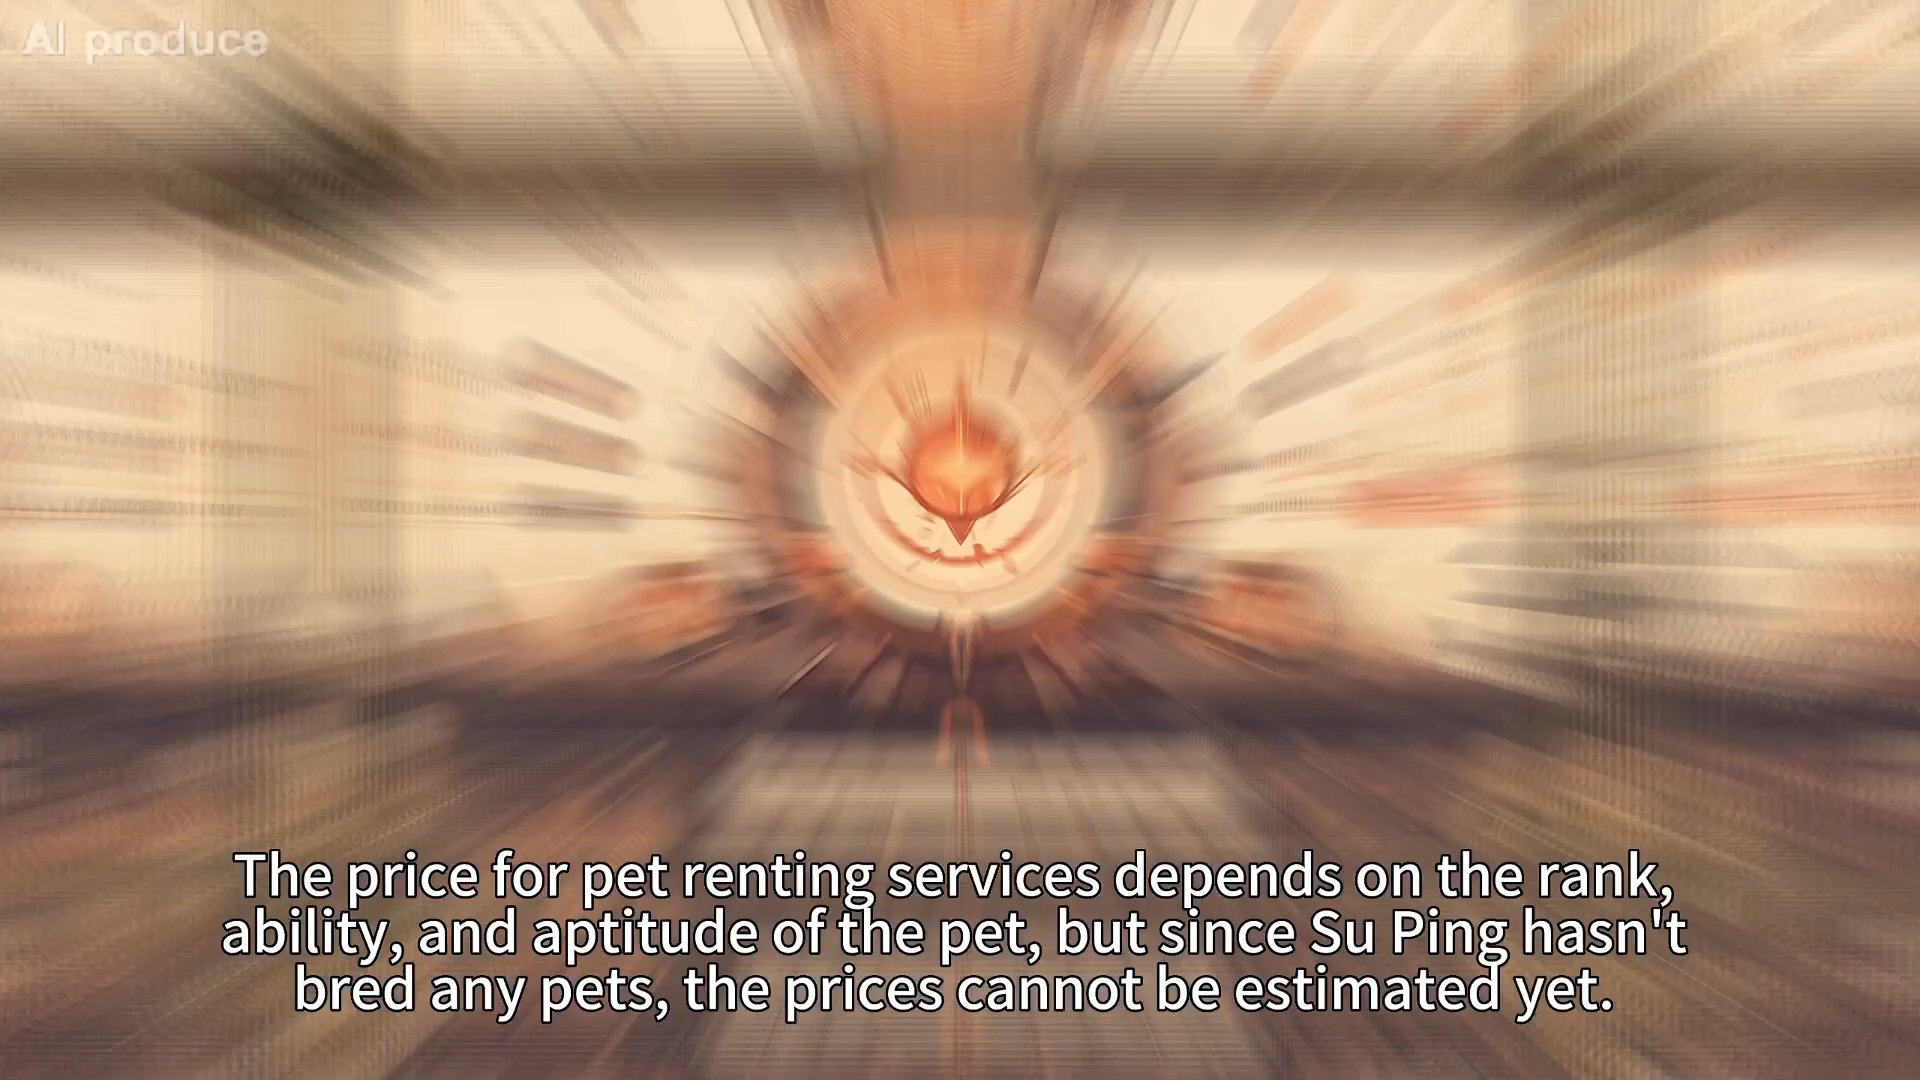 AI produce
The price for pet renting services depends on the rank,
ability, and aptitude of the pet, but since Su Ping hasn't
bred any pets, the prices cannot be estimated yet.